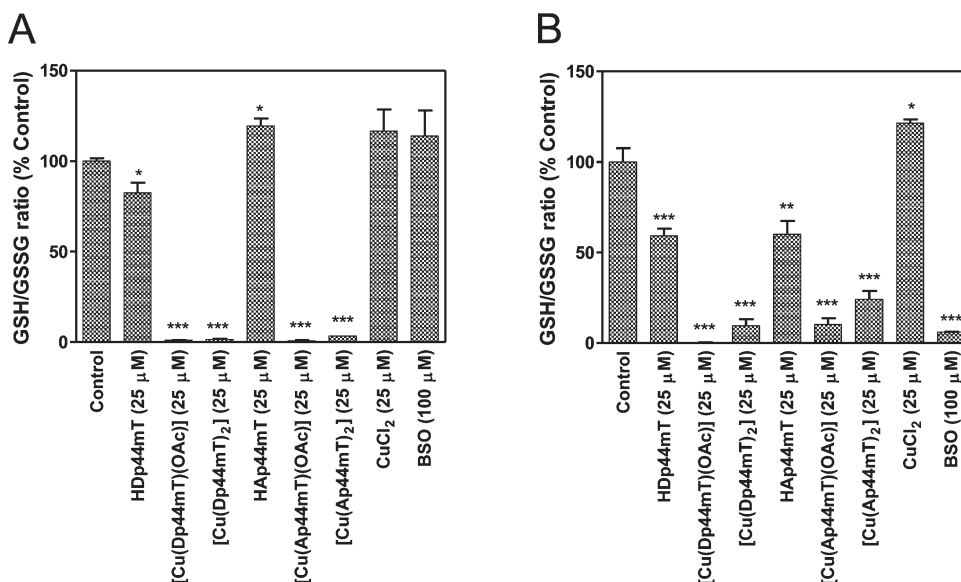 A
GSH/GSSG ratio (% Control)
150
100
50
0
*
***
***
*
***
***
Control
HDp44mT (25 µM)
[Cu(Dp44mT)(OAc)] (25 µM)
[Cu(Dp44mT)₂] (25 µM)
HAp44mT (25 µM)
[Cu(Ap44mT)(OAc)] (25 µM)
[Cu(Ap44mT)₂] (25 µM)
CuCl₂ (25 µM)
BSO (100 µM)
B
GSH/GSSG ratio (% Control)
150
100
50
0
***
***
***
**
***
***
*
***
Control
HDp44mT (25 µM)
[Cu(Dp44mT)(OAc)] (25 µM)
[Cu(Dp44mT)₂] (25 µM)
HAp44mT (25 µM)
[Cu(Ap44mT)(OAc)] (25 µM)
[Cu(Ap44mT)₂] (25 µM)
CuCl₂ (25 µM)
BSO (100 µM)